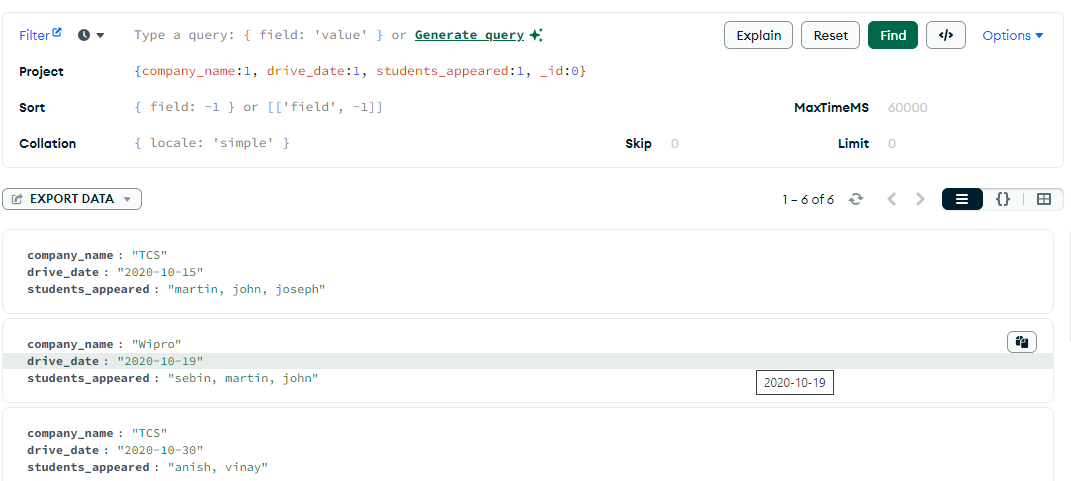 Filter Type a query: { field: 'value' } or Generate query Explain Reset Find </> Options
Project {company_name:1, drive_date:1, students_appeared:1, _id:0}
Sort { field: -1 } or [['field', -1]] MaxTimeMS 60000
Collation { locale: 'simple' } Skip 0 Limit 0
EXPORT DATA 1 – 6 of 6 {}
company_name : "TCS"
drive_date : "2020-10-15"
students_appeared : "martin, john, joseph"
company_name : "Wipro"
drive_date : "2020-10-19"
students_appeared : "sebin, martin, john"
2020-10-19
company_name : "TCS"
drive_date : "2020-10-30"
students_appeared : "anish, vinay"